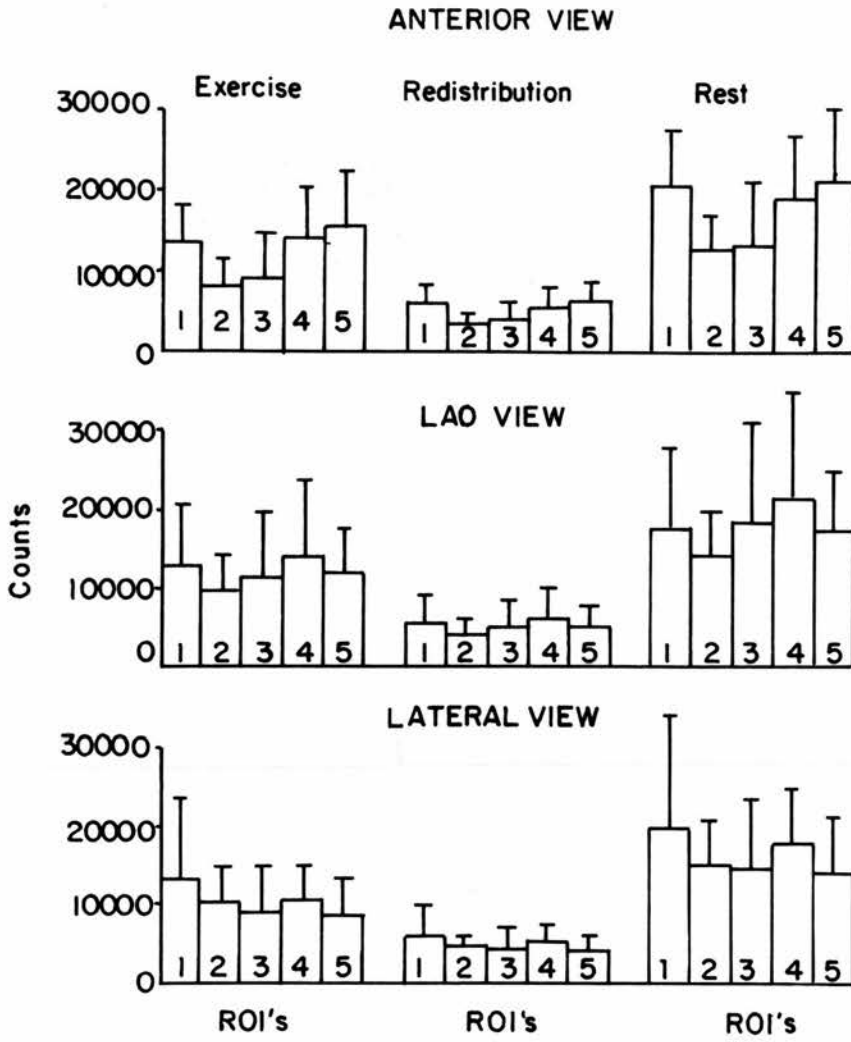 ANTERIOR VIEW
Exercise Redistribution Rest
30000
20000
10000
0
1 2 3 4 5 1 2 3 4 5 1 2 3 4 5
LAO VIEW
Counts
30000
20000
10000
0
1 2 3 4 5 1 2 3 4 5 1 2 3 4 5
LATERAL VIEW
30000
20000
10000
0
1 2 3 4 5 1 2 3 4 5 1 2 3 4 5
ROI's ROI's ROI's